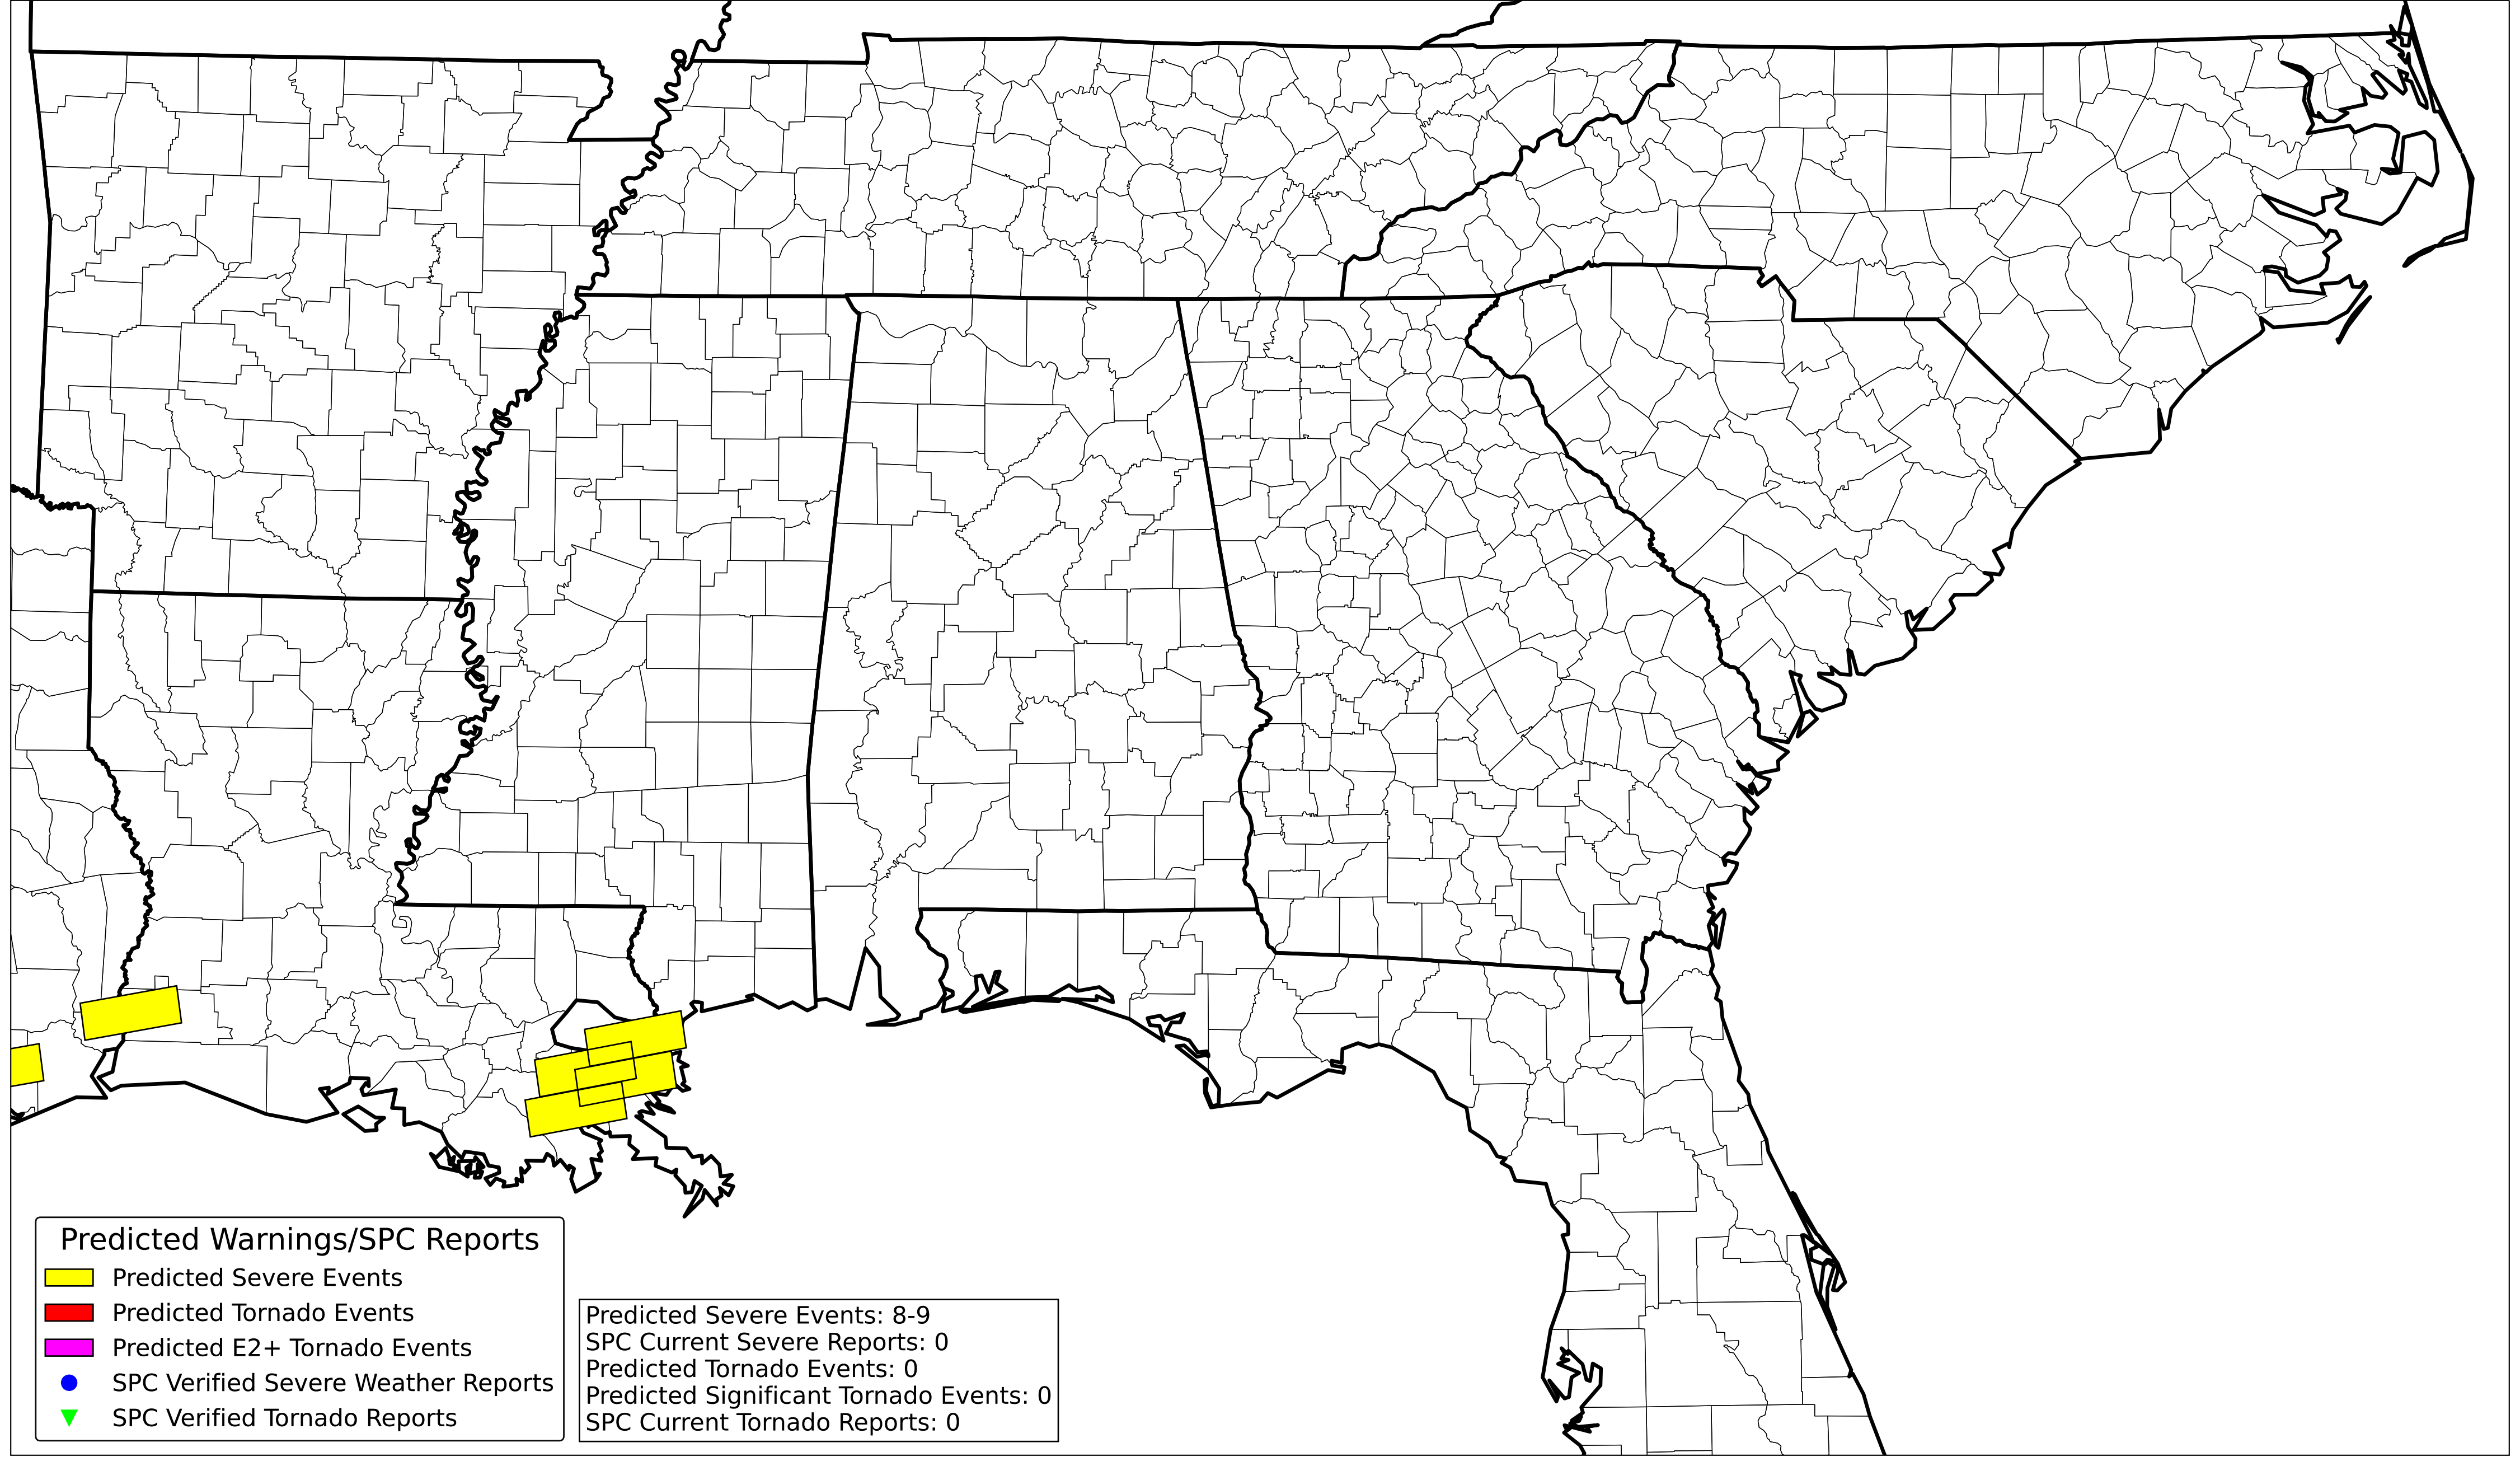 Predicted Warnings/SPC Reports
Predicted Severe Events
Predicted Tornado Events
Predicted E2+ Tornado Events
SPC Verified Severe Weather Reports
SPC Verified Tornado Reports
Predicted Severe Events: 8-9
SPC Current Severe Reports: 0
Predicted Tornado Events: 0
Predicted Significant Tornado Events: 0
SPC Current Tornado Reports: 0